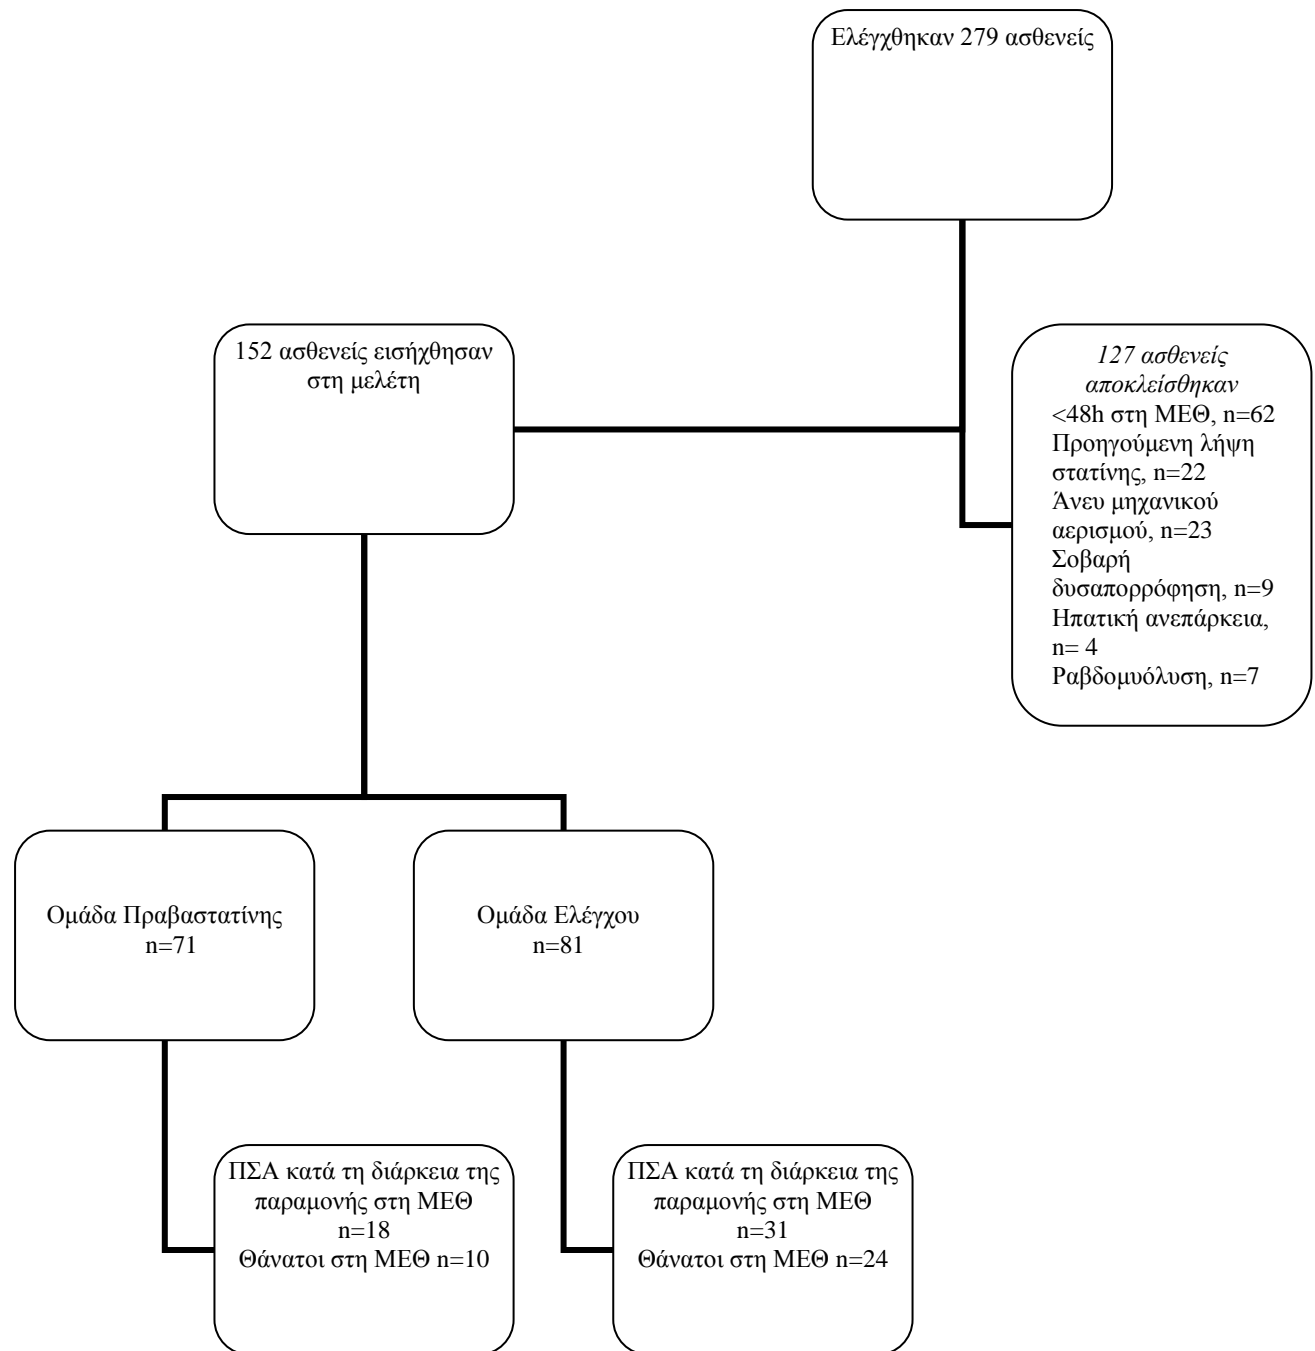 Ελέγχθηκαν 279 ασθενείς
152 ασθενείς εισήχθησαν
στη μελέτη
127 ασθενείς
αποκλείσθηκαν
<48h στη ΜΕΘ, n=62
Προηγούμενη λήψη
στατίνης, n=22
Άνευ μηχανικού
αερισμού, n=23
Σοβαρή
δυσαπορρόφηση, n=9
Ηπατική ανεπάρκεια,
n= 4
Ραβδομυόλυση, n=7
Ομάδα Πραβαστατίνης
n=71
Ομάδα Ελέγχου
n=81
ΠΣΑ κατά τη διάρκεια της
παραμονής στη ΜΕΘ
n=18
Θάνατοι στη ΜΕΘ n=10
ΠΣΑ κατά τη διάρκεια της
παραμονής στη ΜΕΘ
n=31
Θάνατοι στη ΜΕΘ n=24